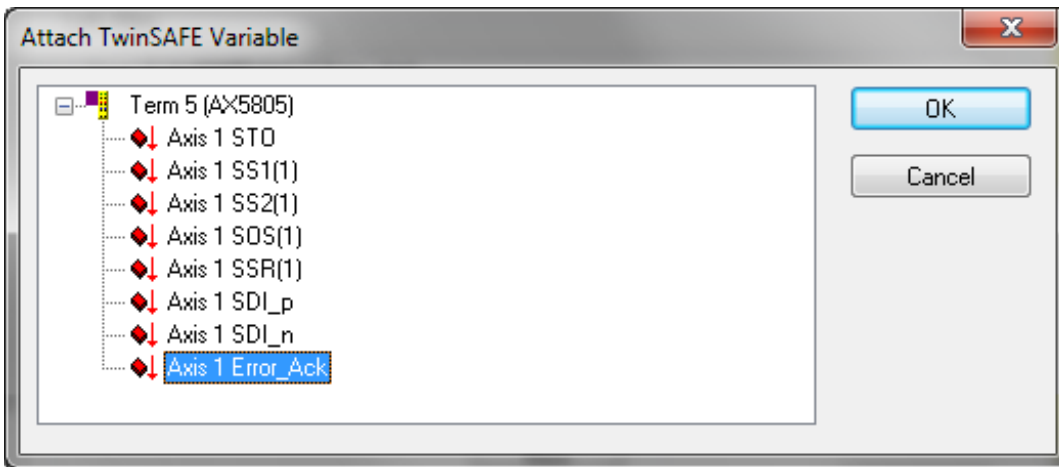 Attach TwinSAFE Variable
Term 5 (AX5805)
Axis 1 STO
Axis 1 SS1(1)
Axis 1 SS2(1)
Axis 1 SOS(1)
Axis 1 SSR(1)
Axis 1 SDI_p
Axis 1 SDI_n
Axis 1 Error_Ack
OK
Cancel